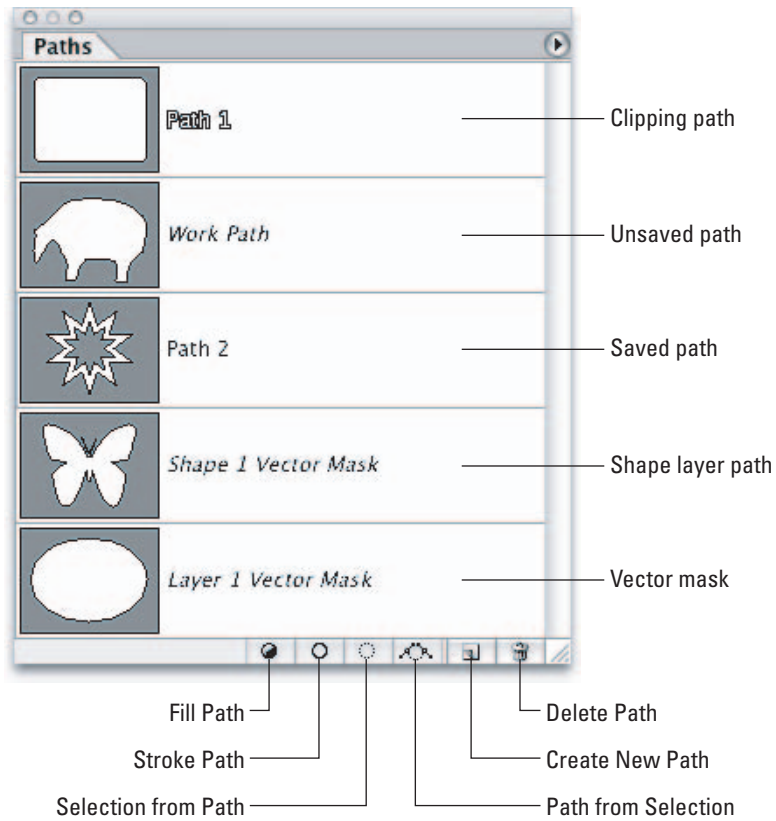 Paths
Path 1
Clipping path
Work Path
Unsaved path
Path 2
Saved path
Shape 1 Vector Mask
Shape layer path
Layer 1 Vector Mask
Vector mask
Fill Path
Delete Path
Stroke Path
Create New Path
Selection from Path
Path from Selection